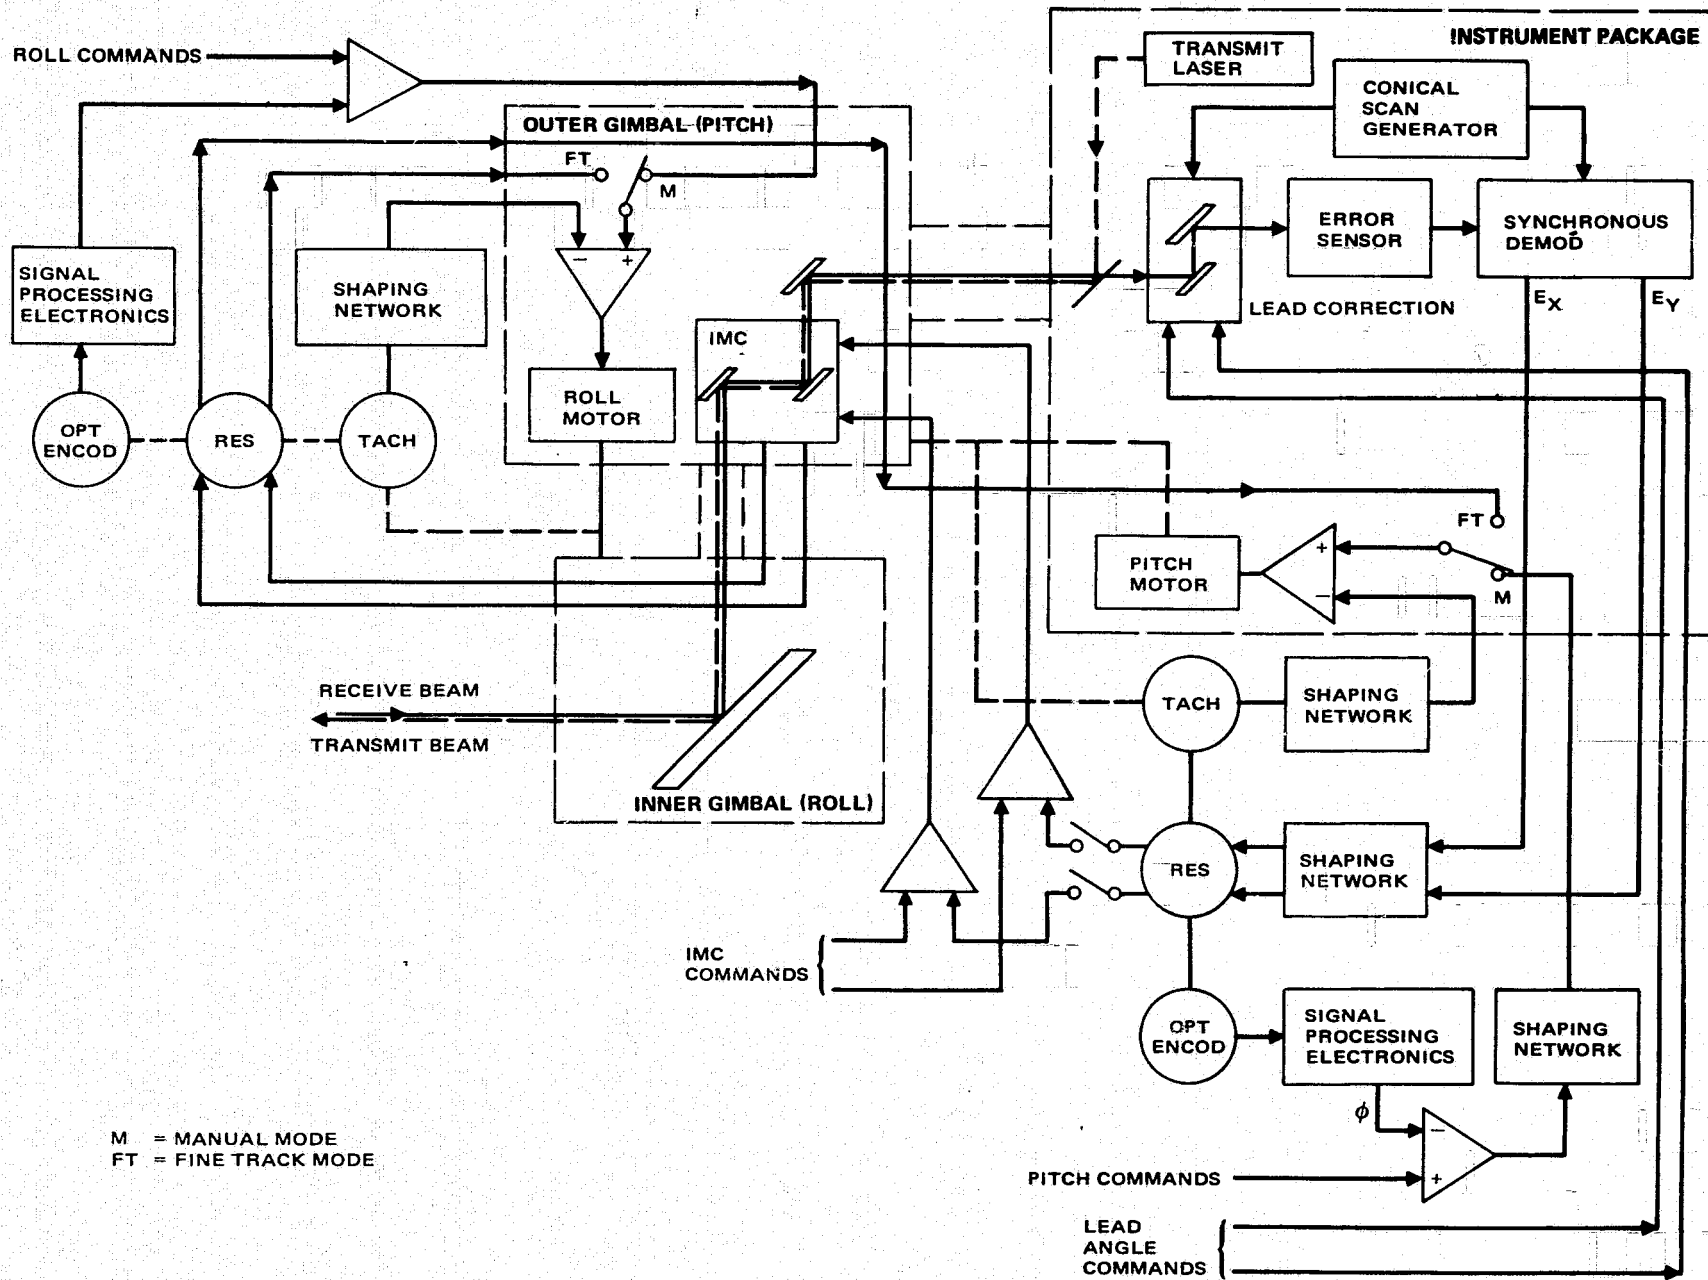 INSTRUMENT PACKAGE
ROLL COMMANDS
TRANSMIT
LASER
CONICAL
SCAN
GENERATOR
OUTER GIMBAL (PITCH)
FT
M
SIGNAL
PROCESSING
ELECTRONICS
SHAPING
NETWORK
−
+
ERROR
SENSOR
SYNCHRONOUS
DEMOD
LEAD CORRECTION
EX
EY
IMC
ROLL
MOTOR
OPT
ENCOD
RES
TACH
FT
PITCH
MOTOR
+
−
M
RECEIVE BEAM
TRANSMIT BEAM
INNER GIMBAL (ROLL)
TACH
SHAPING
NETWORK
RES
SHAPING
NETWORK
IMC
COMMANDS
OPT
ENCOD
SIGNAL
PROCESSING
ELECTRONICS
SHAPING
NETWORK
ϕ
−
+
M = MANUAL MODE
FT = FINE TRACK MODE
PITCH COMMANDS
LEAD
ANGLE
COMMANDS